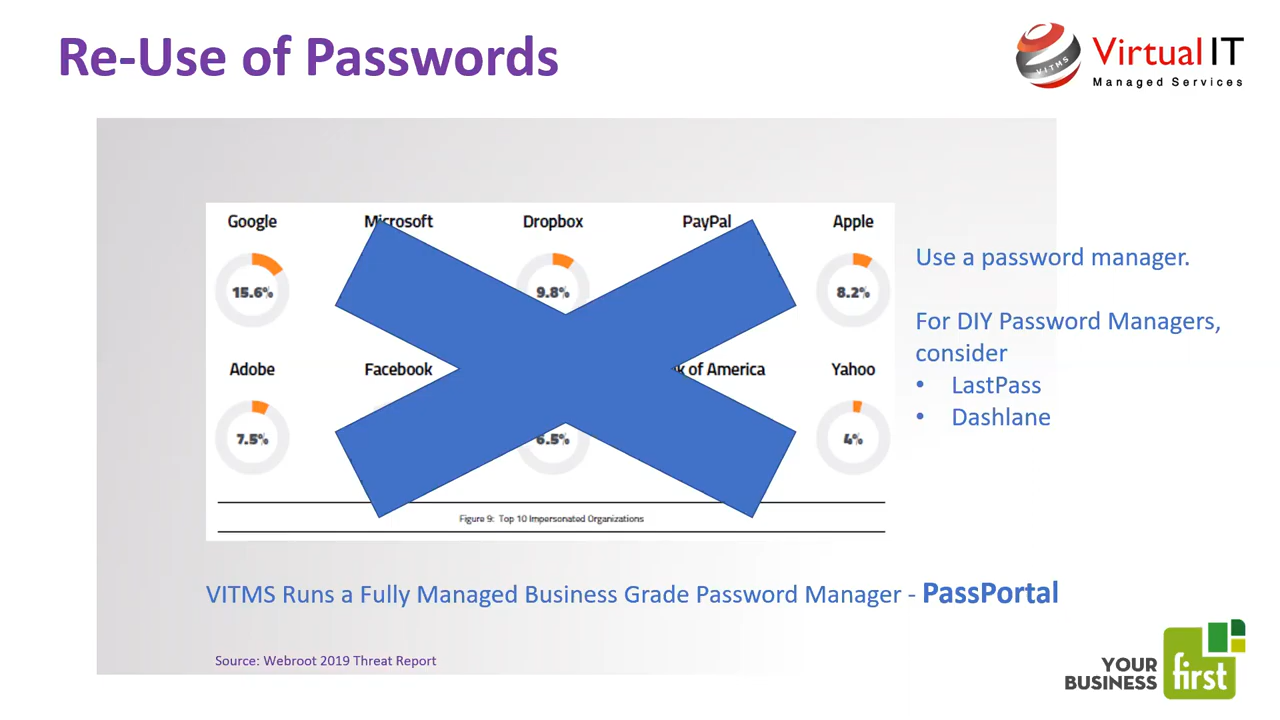 Re-Use of Passwords
VITMS
Virtual IT
Managed Services
Google Microsoft Dropbox PayPal Apple
15.6% 9.8% 8.2%
Adobe Facebook of America Yahoo
7.5% 6.5% 4%
Figure 9: Top 10 Impersonated Organizations
Use a password manager.
For DIY Password Managers,
consider
• LastPass
• Dashlane
VITMS Runs a Fully Managed Business Grade Password Manager - PassPortal
Source: Webroot 2019 Threat Report
YOUR
BUSINESS first